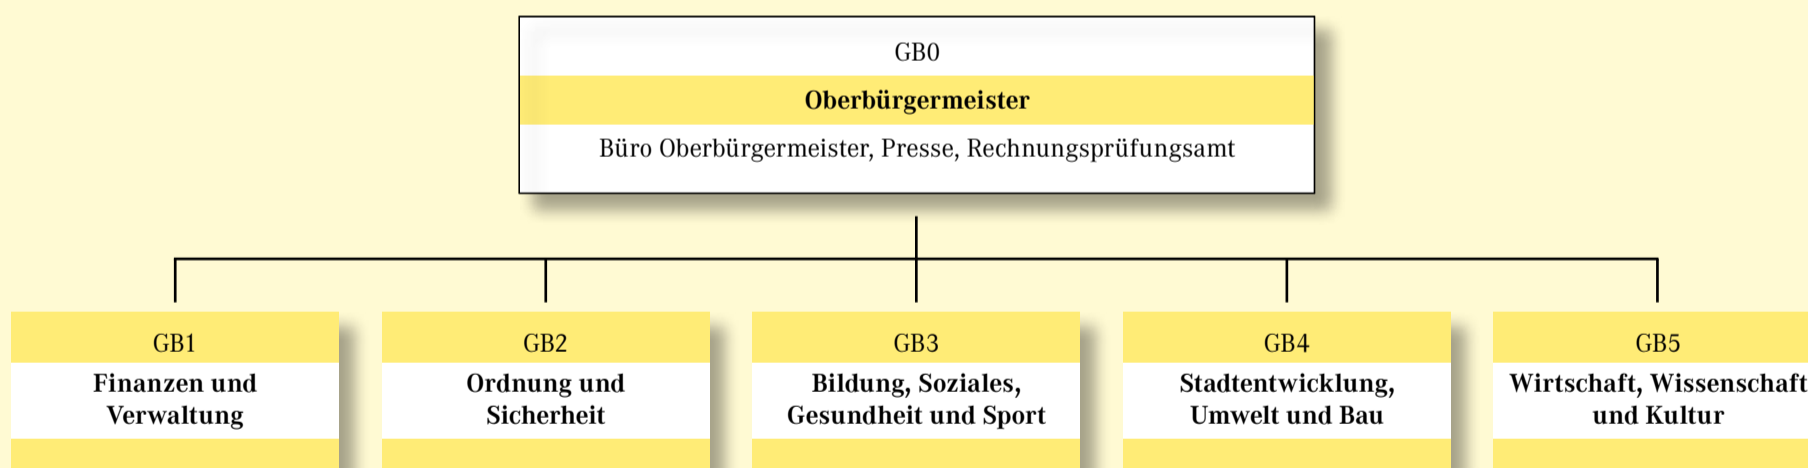 GB0
Oberbürgermeister
Büro Oberbürgermeister, Presse, Rechnungsprüfungsamt
GB1
Finanzen und
Verwaltung
GB2
Ordnung und
Sicherheit
GB3
Bildung, Soziales,
Gesundheit und Sport
GB4
Stadtentwicklung,
Umwelt und Bau
GB5
Wirtschaft, Wissenschaft
und Kultur